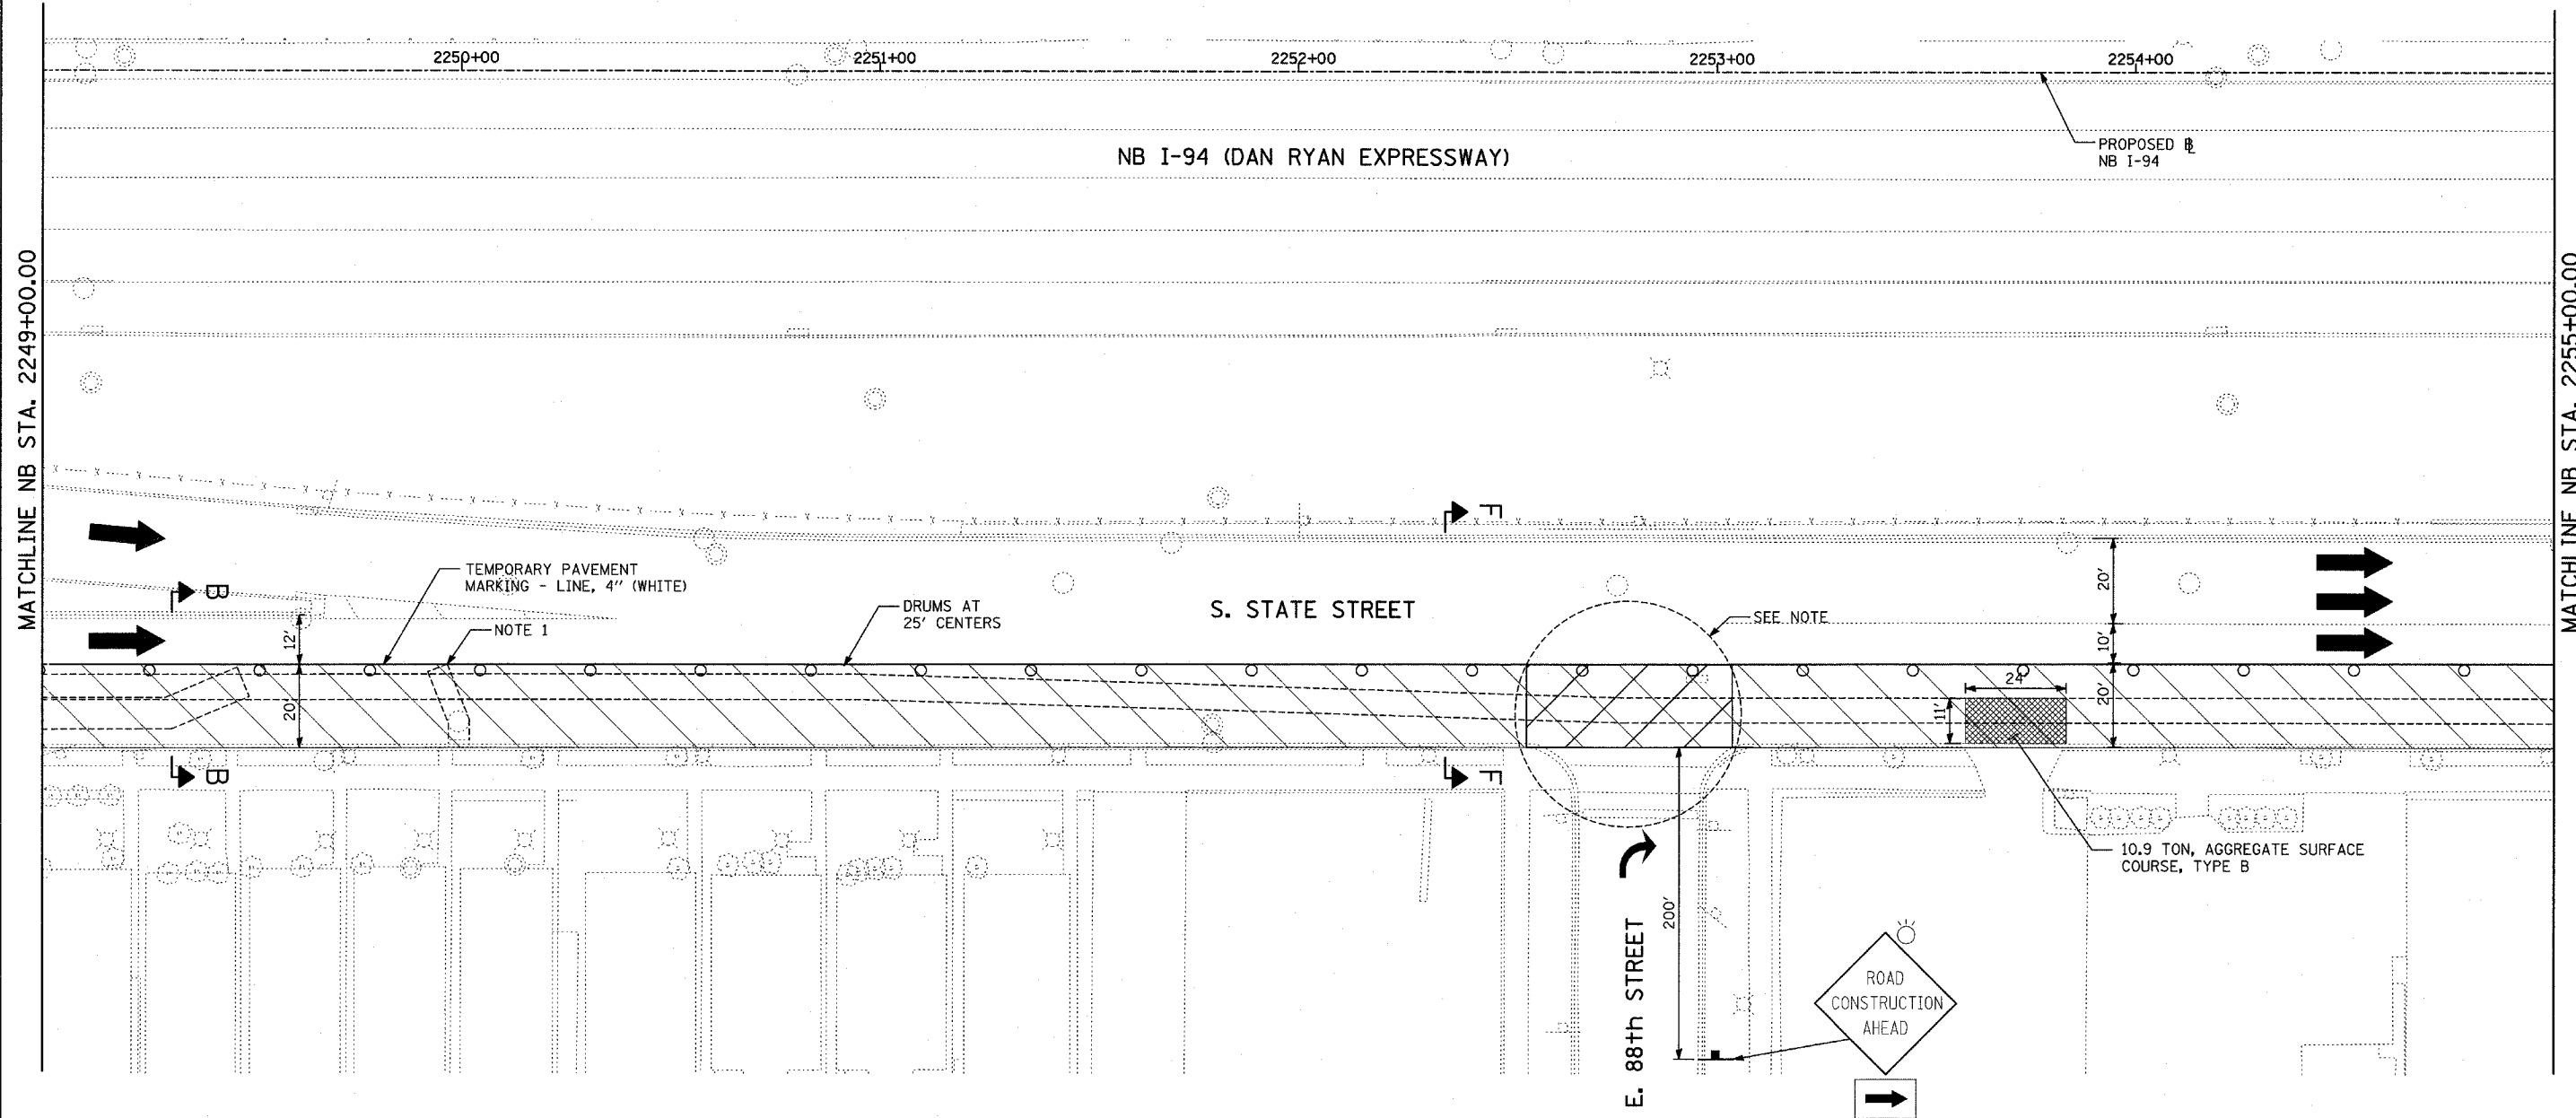 2250+00
2251+00
2252+00
2253+00
2254+00
NB I-94 (DAN RYAN EXPRESSWAY)
PROPOSED ℄
NB I-94
MATCHLINE NB STA. 2249+00.00
MATCHLINE NB STA. 2255+00.00
F
B
TEMPORARY PAVEMENT
MARKING - LINE, 4" (WHITE)
NOTE 1
DRUMS AT
25' CENTERS
S. STATE STREET
SEE NOTE
12'
20'
20'
10'
20'
24'
11'
B
F
10.9 TON, AGGREGATE SURFACE
COURSE, TYPE B
200'
E. 88th STREET
ROAD
CONSTRUCTION
AHEAD